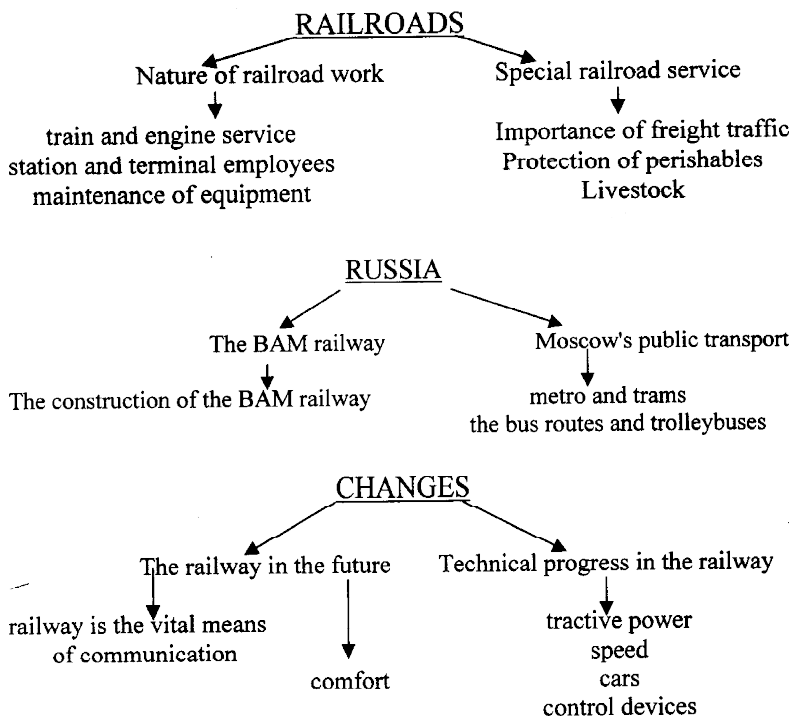 RAILROADS
Nature of railroad work
Special railroad service
train and engine service
station and terminal employees
maintenance of equipment
Importance of freight traffic
Protection of perishables
Livestock
RUSSIA
The BAM railway
Moscow's public transport
The construction of the BAM railway
metro and trams
the bus routes and trolleybuses
CHANGES
The railway in the future
Technical progress in the railway
railway is the vital means
of communication
comfort
tractive power
speed
cars
control devices